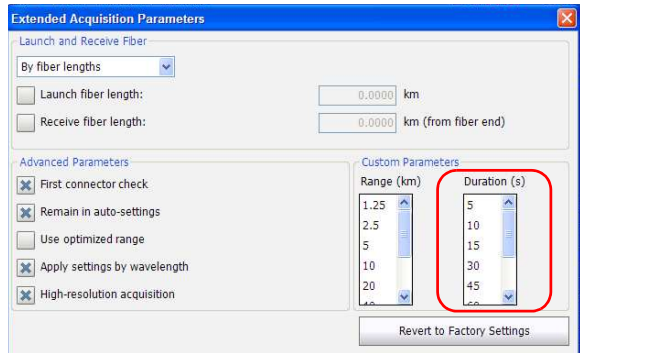 Extended Acquisition Parameters
Launch and Receive Fiber
By fiber lengths
Launch fiber length: 0.0000 km
Receive fiber length: 0.0000 km (from fiber end)
Advanced Parameters
First connector check
Remain in auto-settings
Use optimized range
Apply settings by wavelength
High-resolution acquisition
Custom Parameters
Range (km) Duration (s)
1.25 5
2.5 10
5 15
10 30
20 45
Revert to Factory Settings